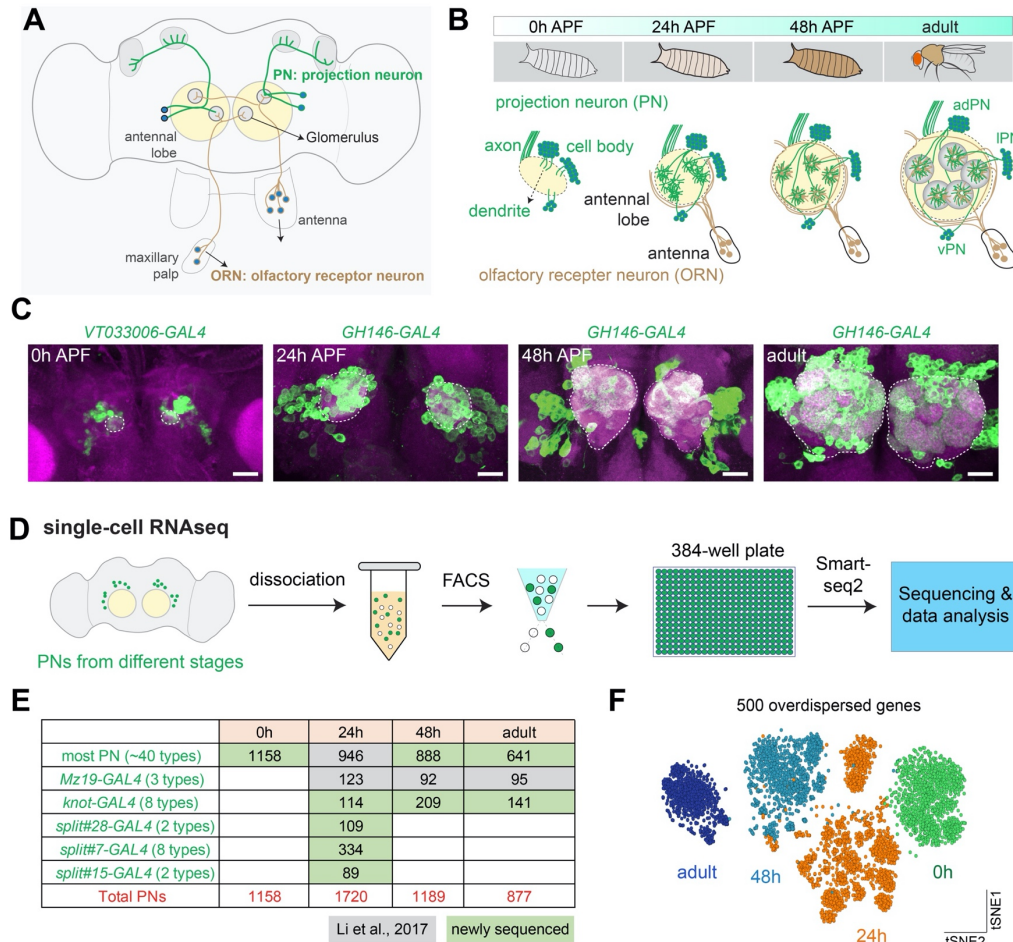 A
PN: projection neuron
antennal
lobe
Glomerulus
antenna
maxillary
palp
ORN: olfactory receptor neuron
B
0h APF 24h APF 48h APF adult
projection neuron (PN)
axon
cell body
dendrite
antennal
lobe
antenna
adPN
lPN
vPN
olfactory recepter neuron (ORN)
C
VT033006-GAL4 GH146-GAL4 GH146-GAL4 GH146-GAL4
0h APF 24h APF 48h APF adult
D single-cell RNAseq
dissociation
FACS
384-well plate
Smart-
seq2
Sequencing &
data analysis
PNs from different stages
E
0h 24h 48h adult
most PN (~40 types) 1158 946 888 641
Mz19-GAL4 (3 types) 123 92 95
knot-GAL4 (8 types) 114 209 141
split#28-GAL4 (2 types) 109
split#7-GAL4 (8 types) 334
split#15-GAL4 (2 types) 89
Total PNs 1158 1720 1189 877
Li et al., 2017 newly sequenced
F
500 overdispersed genes
adult
48h
24h
0h
tSNE1
tSNE2